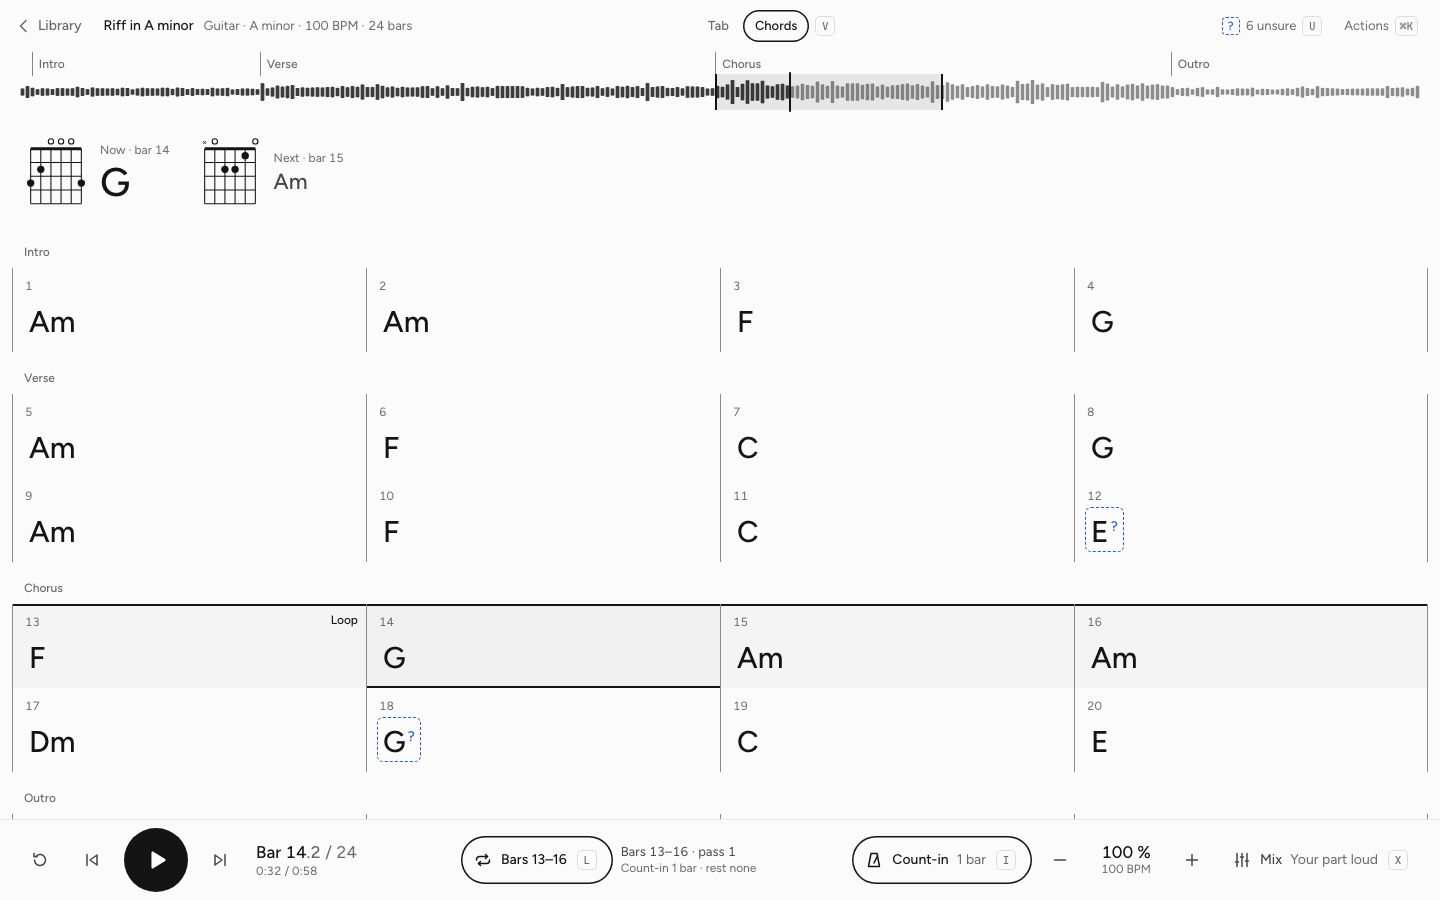 Library Riff in A minor Guitar · A minor · 100 BPM · 24 bars Tab Chords V ? 6 unsure U Actions ⌘K
Intro Verse Chorus Outro
Now · bar 14
G
Next · bar 15
Am
Intro
1 2 3 4
Am Am F G
Verse
5 6 7 8
Am F C G
9 10 11 12
Am F C E?
Chorus
13 Loop 14 15 16
F G Am Am
17 18 19 20
Dm G? C E
Outro
Bar 14.2 / 24
0:32 / 0:58
Bars 13–16 L
Bars 13–16 · pass 1
Count-in 1 bar · rest none
Count-in 1 bar I
100 %
100 BPM
Mix Your part loud X